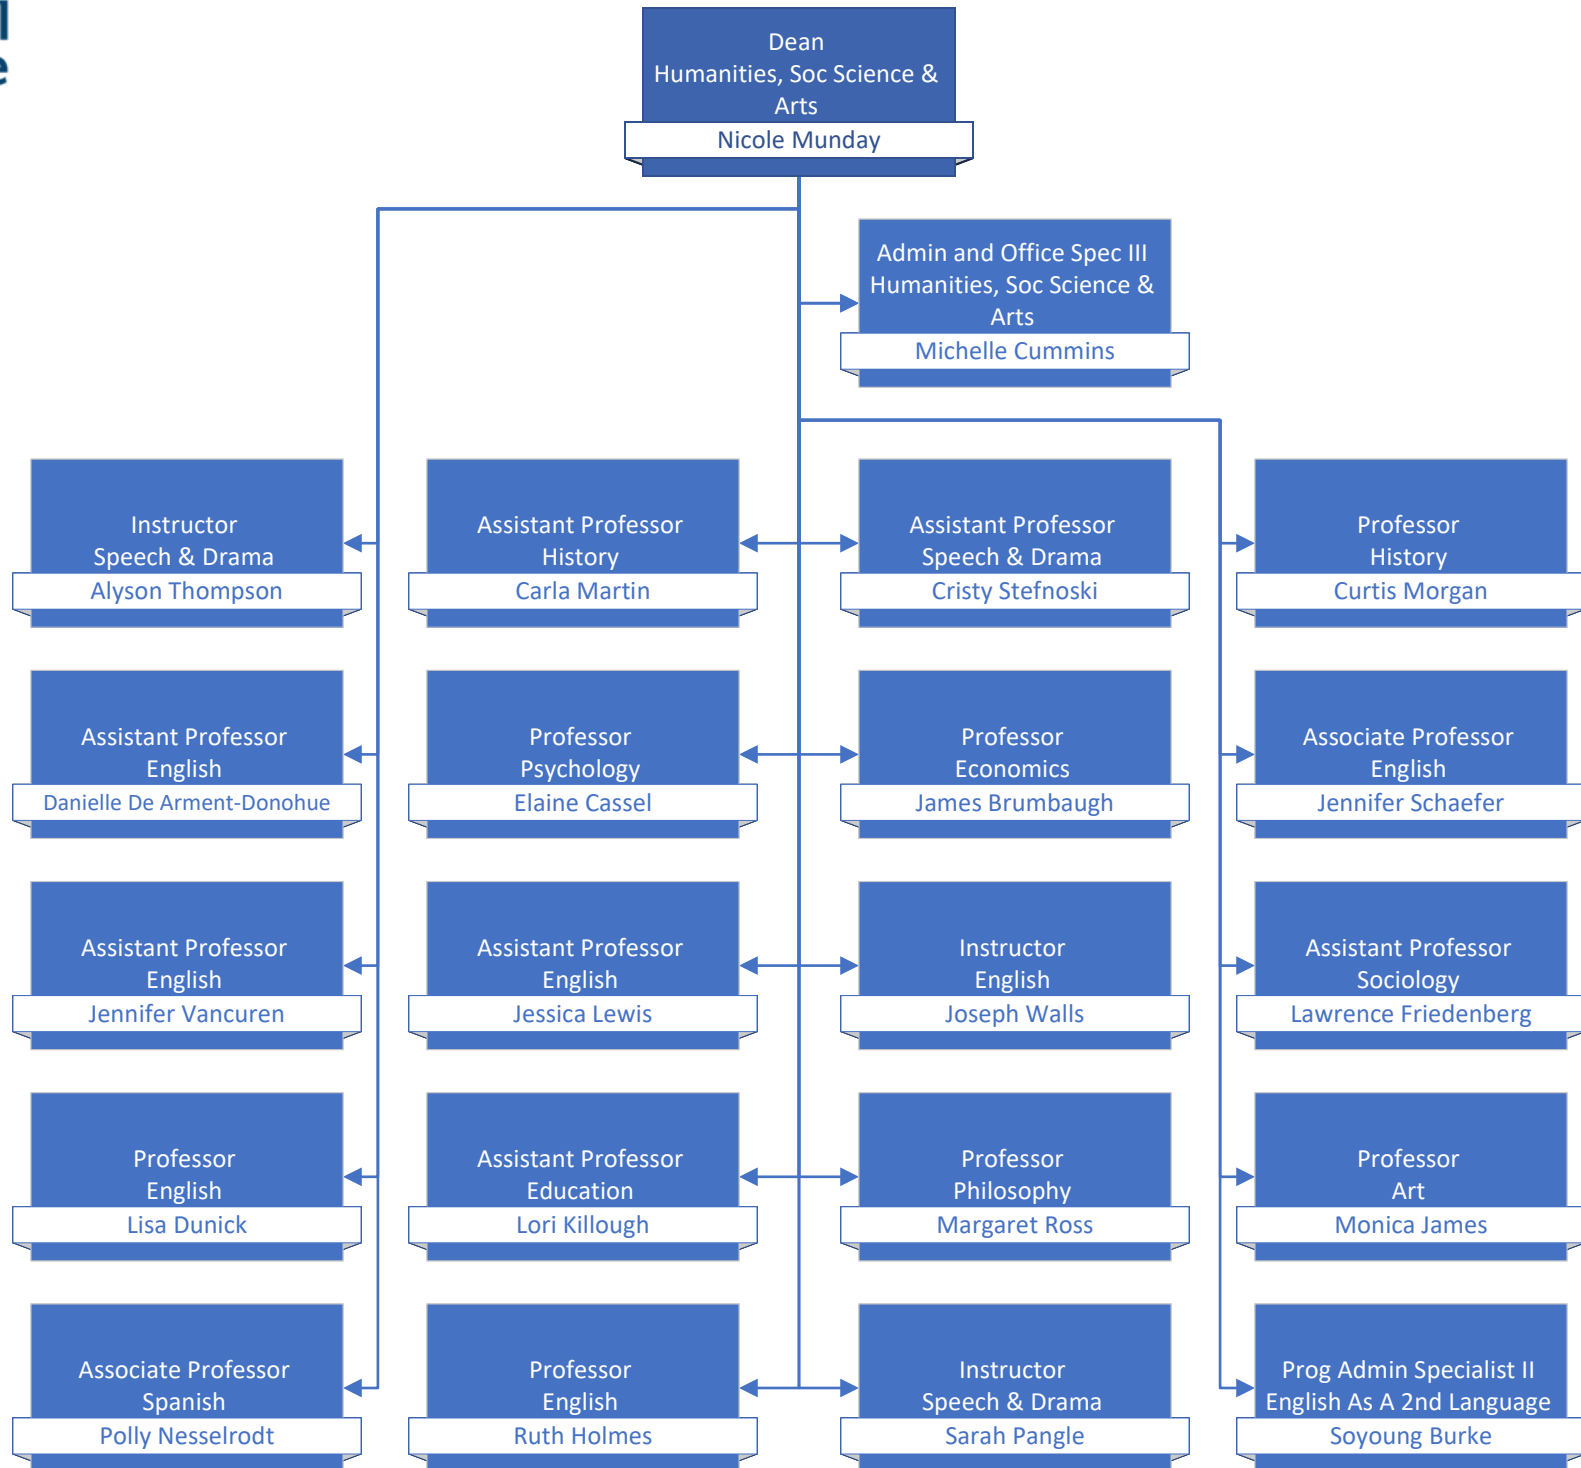 Dean
Humanities, Soc Science &
Arts
Nicole Munday
Admin and Office Spec III
Humanities, Soc Science &
Arts
Michelle Cummins
Instructor
Speech & Drama
Alyson Thompson
Assistant Professor
History
Carla Martin
Assistant Professor
Speech & Drama
Cristy Stefnoski
Professor
History
Curtis Morgan
Assistant Professor
English
Danielle De Arment-Donohue
Professor
Psychology
Elaine Cassel
Professor
Economics
James Brumbaugh
Associate Professor
English
Jennifer Schaefer
Assistant Professor
English
Jennifer Vancuren
Assistant Professor
English
Jessica Lewis
Instructor
English
Joseph Walls
Assistant Professor
Sociology
Lawrence Friedenberg
Professor
English
Lisa Dunick
Assistant Professor
Education
Lori Killough
Professor
Philosophy
Margaret Ross
Professor
Art
Monica James
Associate Professor
Spanish
Polly Nesselrodt
Professor
English
Ruth Holmes
Instructor
Speech & Drama
Sarah Pangle
Prog Admin Specialist II
English As A 2nd Language
Soyoung Burke